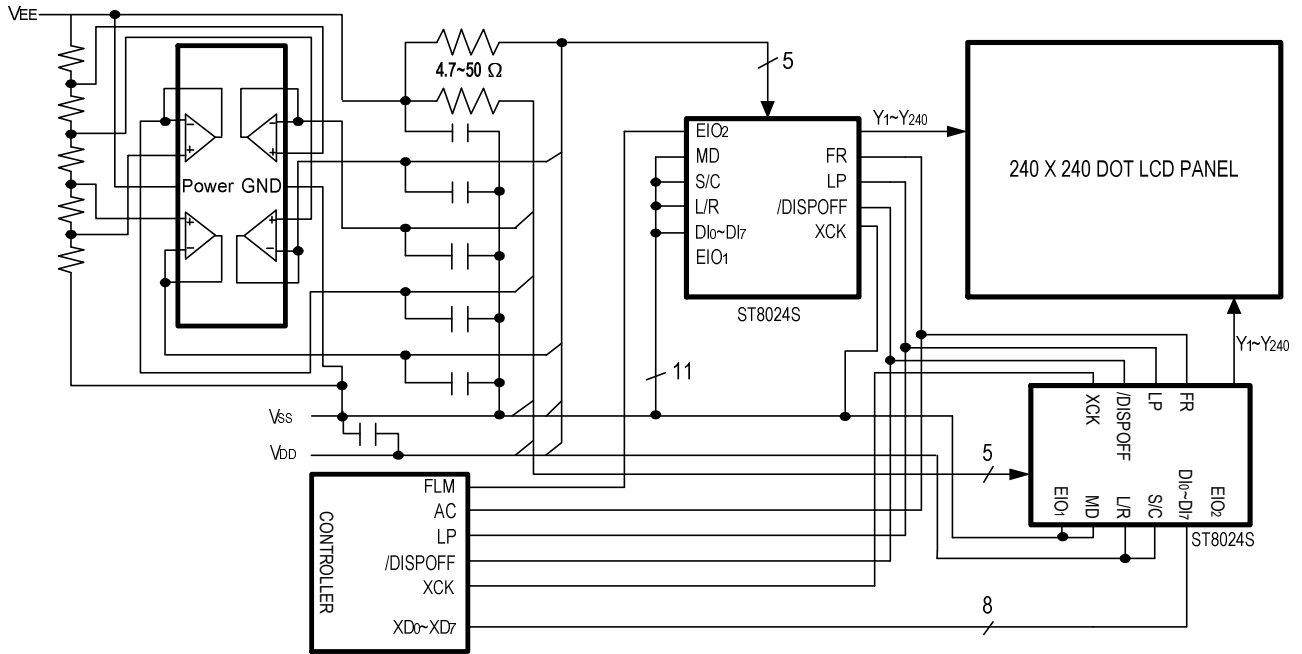 VEE
4.7~50 Ω
Power GND
- + - +
+ - + -
5
EIO2
MD
S/C
L/R
DI0~DI7
EIO1
FR
LP
/DISPOFF
XCK
ST8024S
Y1~Y240
240 X 240 DOT LCD PANEL
Y1~Y240
11
VSS
VDD
5
XCK
/DISPOFF
LP
FR
EIO1
MD
L/R
S/C
DI0~DI7
EIO2
ST8024S
CONTROLLER
FLM
AC
LP
/DISPOFF
XCK
XD0~XD7
8